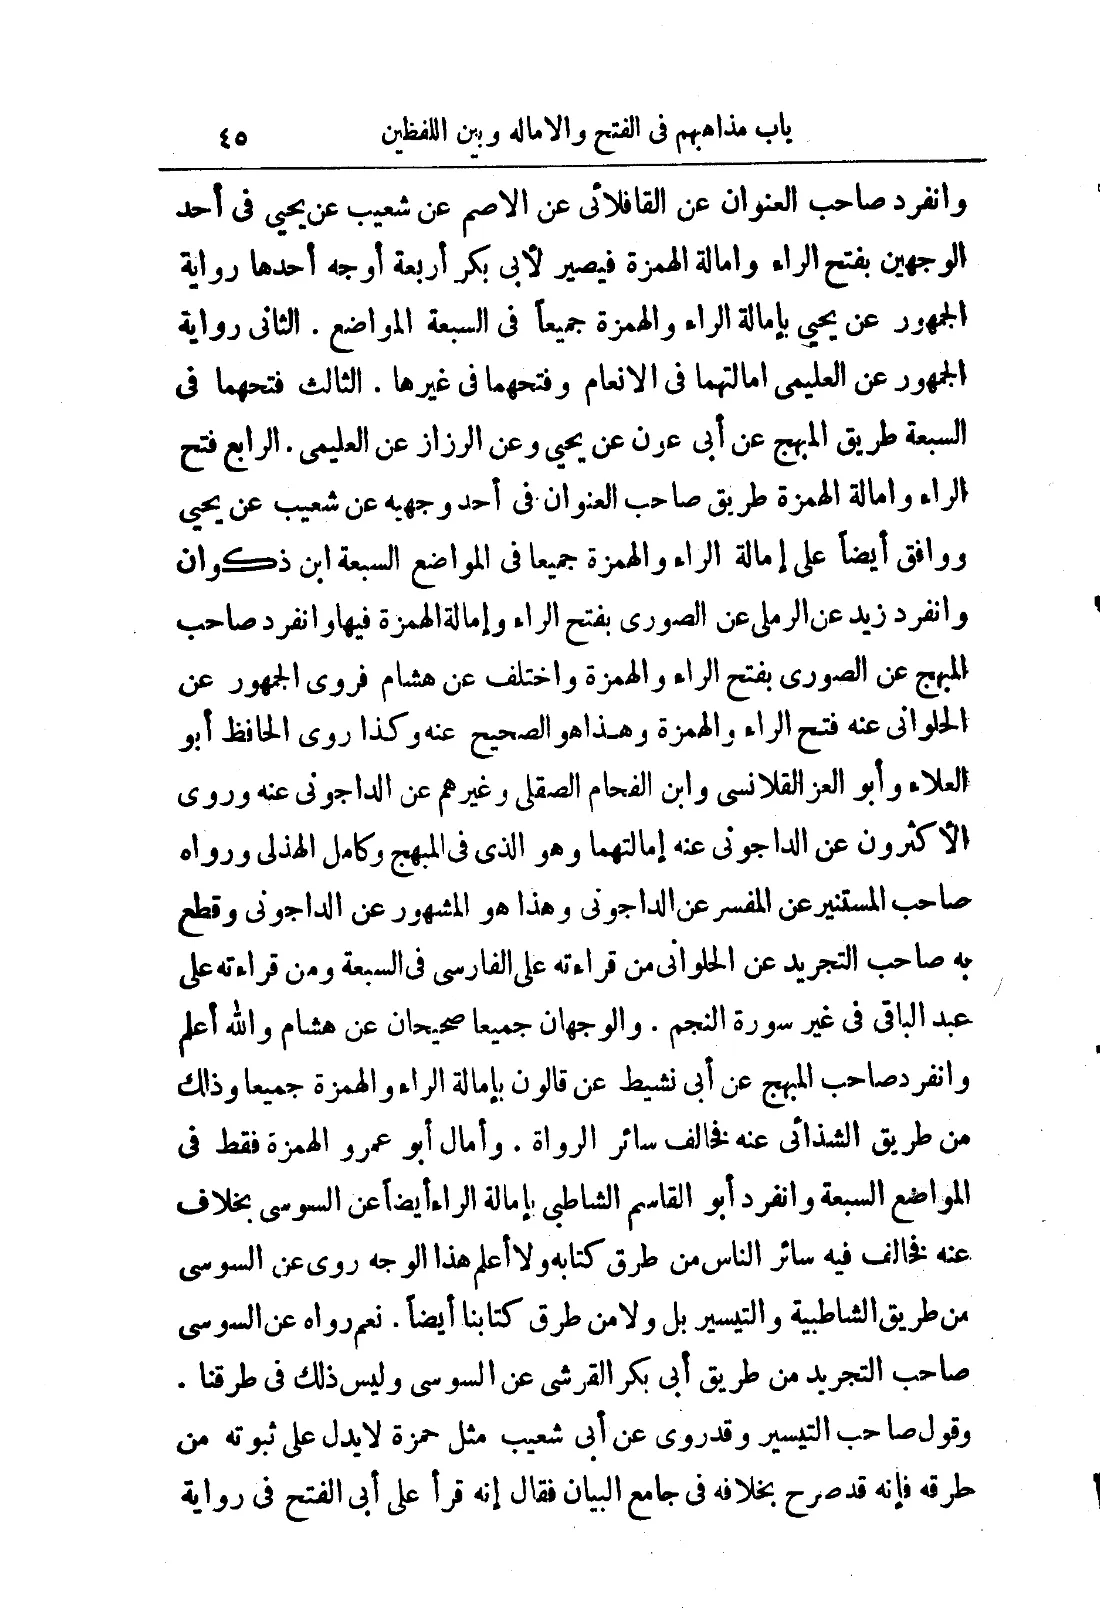 باب مذاهبهم فى الفتح والاماله وبين اللفظين ٤٥
وانفرد صاحب العنوان عن القافلائى عن الاصم عن شعيب عن يحيي فى أحد
الوجهين بفتح الراء وامالة الهمزة فيصير لأبى بكر أربعة أوجه أحدها رواية
الجمهور عن يحيي بإمالة الراء والهمزة جميعاً فى السبعة المواضع . الثانى رواية
الجمهور عن العليمى امالتهما فى الانعام وفتحهما فى غيرها . الثالث فتحهما فى
السبعة طريق المبهج عن أبى عون عن يحيي وعن الرزاز عن العليمى . الرابع فتح
الراء وامالة الهمزة طريق صاحب العنوان فى أحد وجهيه عن شعيب عن يحيي
ووافق أيضاً على إمالة الراء والهمزة جميعا فى المواضع السبعة ابن ذكوان
وانفرد زيد عن الرملى عن الصورى بفتح الراء وإمالة الهمزة فيها وانفرد صاحب
المبهج عن الصورى بفتح الراء والهمزة واختلف عن هشام فروى الجمهور عن
الحلوانى عنه فتح الراء والهمزة وهذا هو الصحيح عنه وكذا روى الحافظ أبو
العلاء وأبو العز القلانسى وابن الفحام الصقلى وغيرهم عن الداجونى عنه وروى
الأكثرون عن الداجونى عنه إمالتهما وهو الذى فى المبهج وكامل الهذلى ورواه
صاحب المستنير عن المفسر عن الداجونى وهذا هو المشهور عن الداجونى وقطع
به صاحب التجريد عن الحلوانى من قراءته على الفارسى فى السبعة ومن قراءته على
عبد الباقى فى غير سورة النجم . والوجهان جميعا صحيحان عن هشام والله أعلم
وانفرد صاحب المبهج عن أبى نشيط عن قالون بإمالة الراء والهمزة جميعا وذلك
من طريق الشذائى عنه فخالف سائر الرواة . وأمال أبو عمرو الهمزة فقط فى
المواضع السبعة وانفرد أبو القاسم الشاطبى بإمالة الراء أيضاً عن السوسى بخلاف
عنه فخالف فيه سائر الناس من طرق كتابه ولا أعلم هذا الوجه روى عن السوسى
من طريق الشاطبية والتيسير بل ولا من طرق كتابنا أيضاً . نعم رواه عن السوسى
صاحب التجريد من طريق أبى بكر القرشى عن السوسى وليس ذلك فى طرقنا .
وقول صاحب التيسير وقد روى عن أبى شعيب مثل حمزة لا يدل على ثبوته من
طرقه فإنه قد صرح بخلافه فى جامع البيان فقال إنه قرأ على أبى الفتح فى رواية